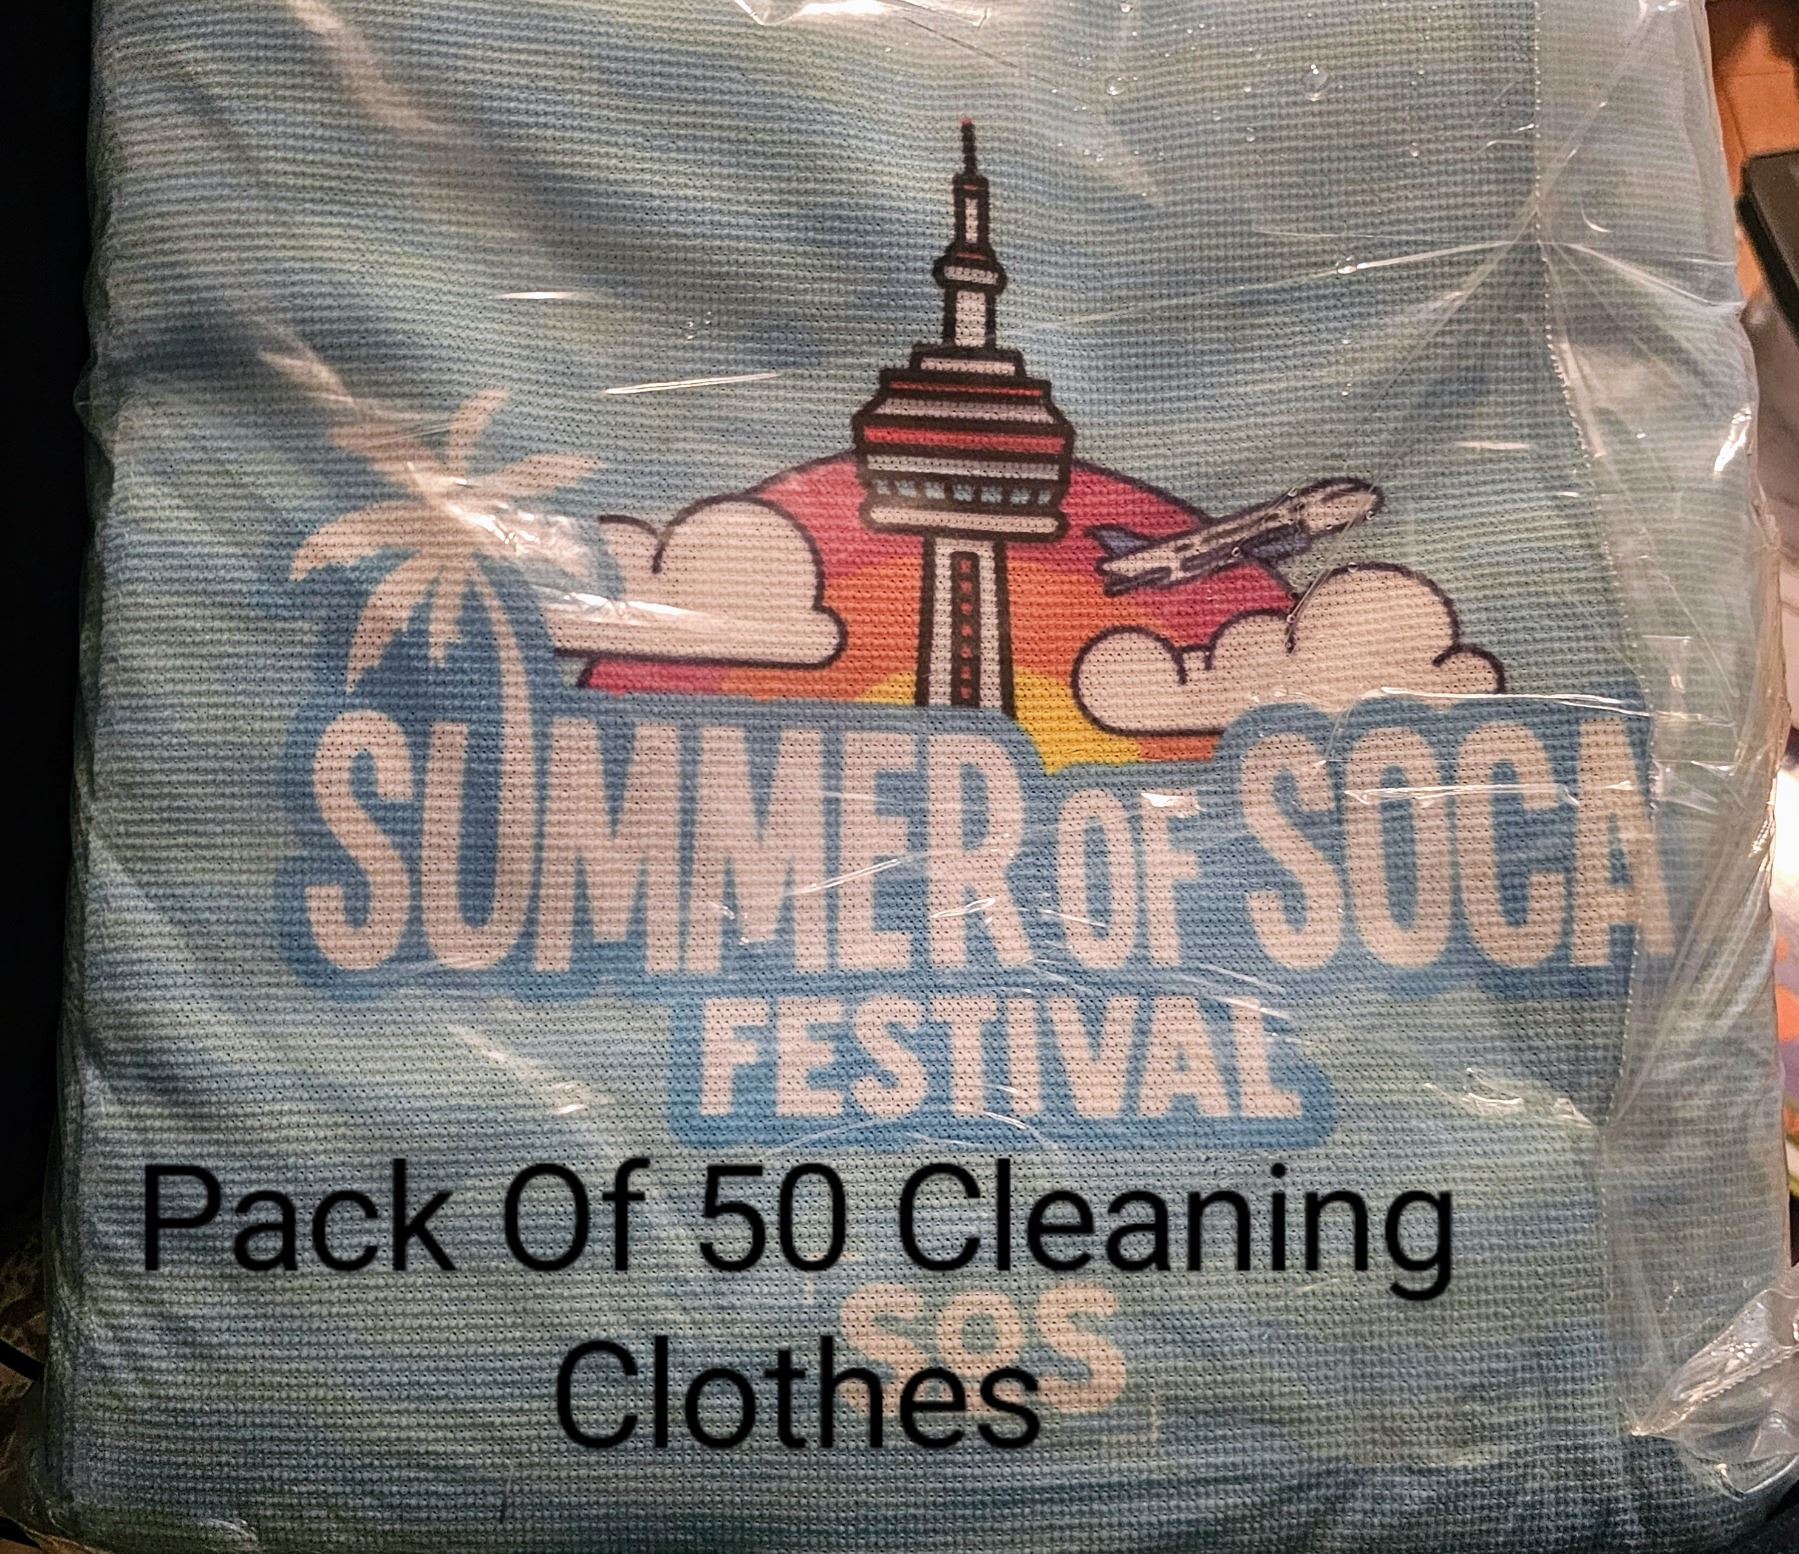 SUMMER OF SOCA
FESTIVAL
Pack Of 50 Cleaning
SOS
Clothes